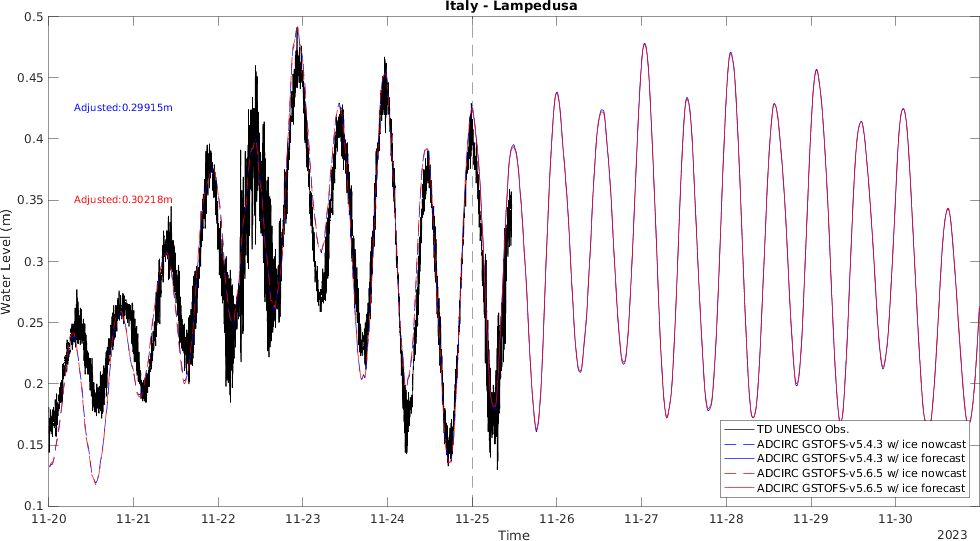 Italy - Lampedusa
0.5
0.45
0.4
0.35
0.3
0.25
0.2
0.15
0.1
Water Level (m)
Adjusted:0.29915m
Adjusted:0.30218m
TD UNESCO Obs.
ADCIRC GSTOFS-v5.4.3 w/ ice nowcast
ADCIRC GSTOFS-v5.4.3 w/ ice forecast
ADCIRC GSTOFS-v5.6.5 w/ ice nowcast
ADCIRC GSTOFS-v5.6.5 w/ ice forecast
11-20 11-21 11-22 11-23 11-24 11-25 11-26 11-27 11-28 11-29 11-30
Time
2023